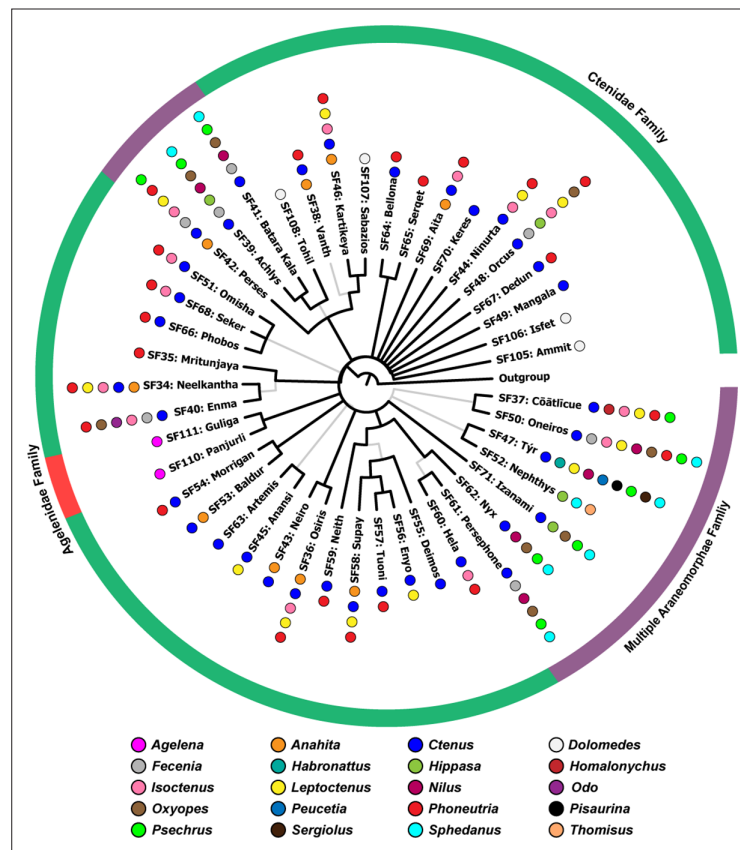 Ctenidae Family
Agelenidae Family
Multiple Araneomorphae Family
SF46: Kartikeya
SF107: Sabazios
SF64: Bellona
SF65: Serqet
SF69: Aita
SF70: Keres
SF44: Ninurta
SF48: Orcus
SF67: Dedun
SF49: Mangala
SF106: Isfet
SF105: Ammit
Outgroup
SF37: Cōātlīcue
SF50: Oneiros
SF47: Týr
SF52: Nephthys
SF71: Izanami
SF62: Nyx
SF61: Persephone
SF60: Hela
SF55: Deimos
SF56: Enyo
SF57: Tuoni
SF58: Supay
SF59: Neith
SF36: Osiris
SF43: Neiro
SF45: Anansi
SF63: Artemis
SF53: Baldur
SF54: Morrigan
SF110: Panjurli
SF111: Guliga
SF40: Enma
SF34: Neelkantha
SF35: Mritunjaya
SF66: Phobos
SF68: Seker
SF51: Omisha
SF42: Perses
SF39: Achlys
SF41: Batara Kala
SF108: Tohil
SF38: Vanth
Agelena
Anahita
Ctenus
Dolomedes
Fecenia
Habronattus
Hippasa
Homalonychus
Isoctenus
Leptoctenus
Nilus
Odo
Oxyopes
Peucetia
Phoneutria
Pisaurina
Psechrus
Sergiolus
Sphedanus
Thomisus